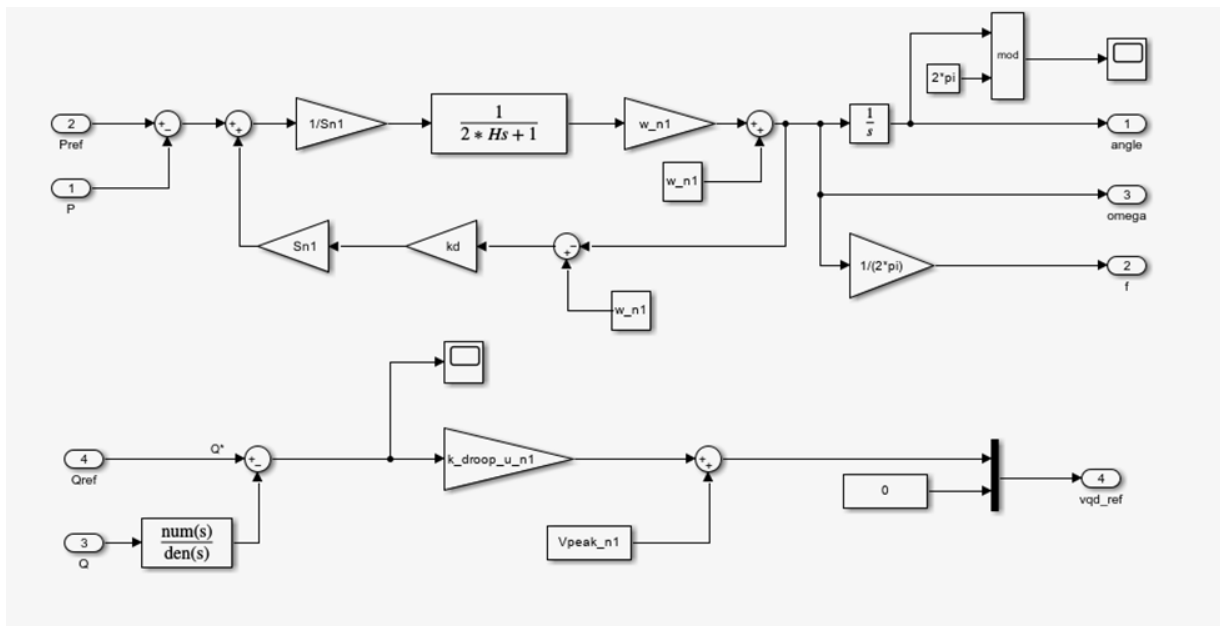 mod
2*pi
2
Pref
+
−
+
+
1/Sn1
1
2 ∗ Hs + 1
w_n1
+
+
1
s
1
angle
1
P
w_n1
3
omega
Sn1
kd
−
+
1/(2*pi)
2
f
w_n1
4
Qref
Q*
+
−
k_droop_u_n1
+
+
0
4
vqd_ref
3
Q
num(s)
den(s)
Vpeak_n1